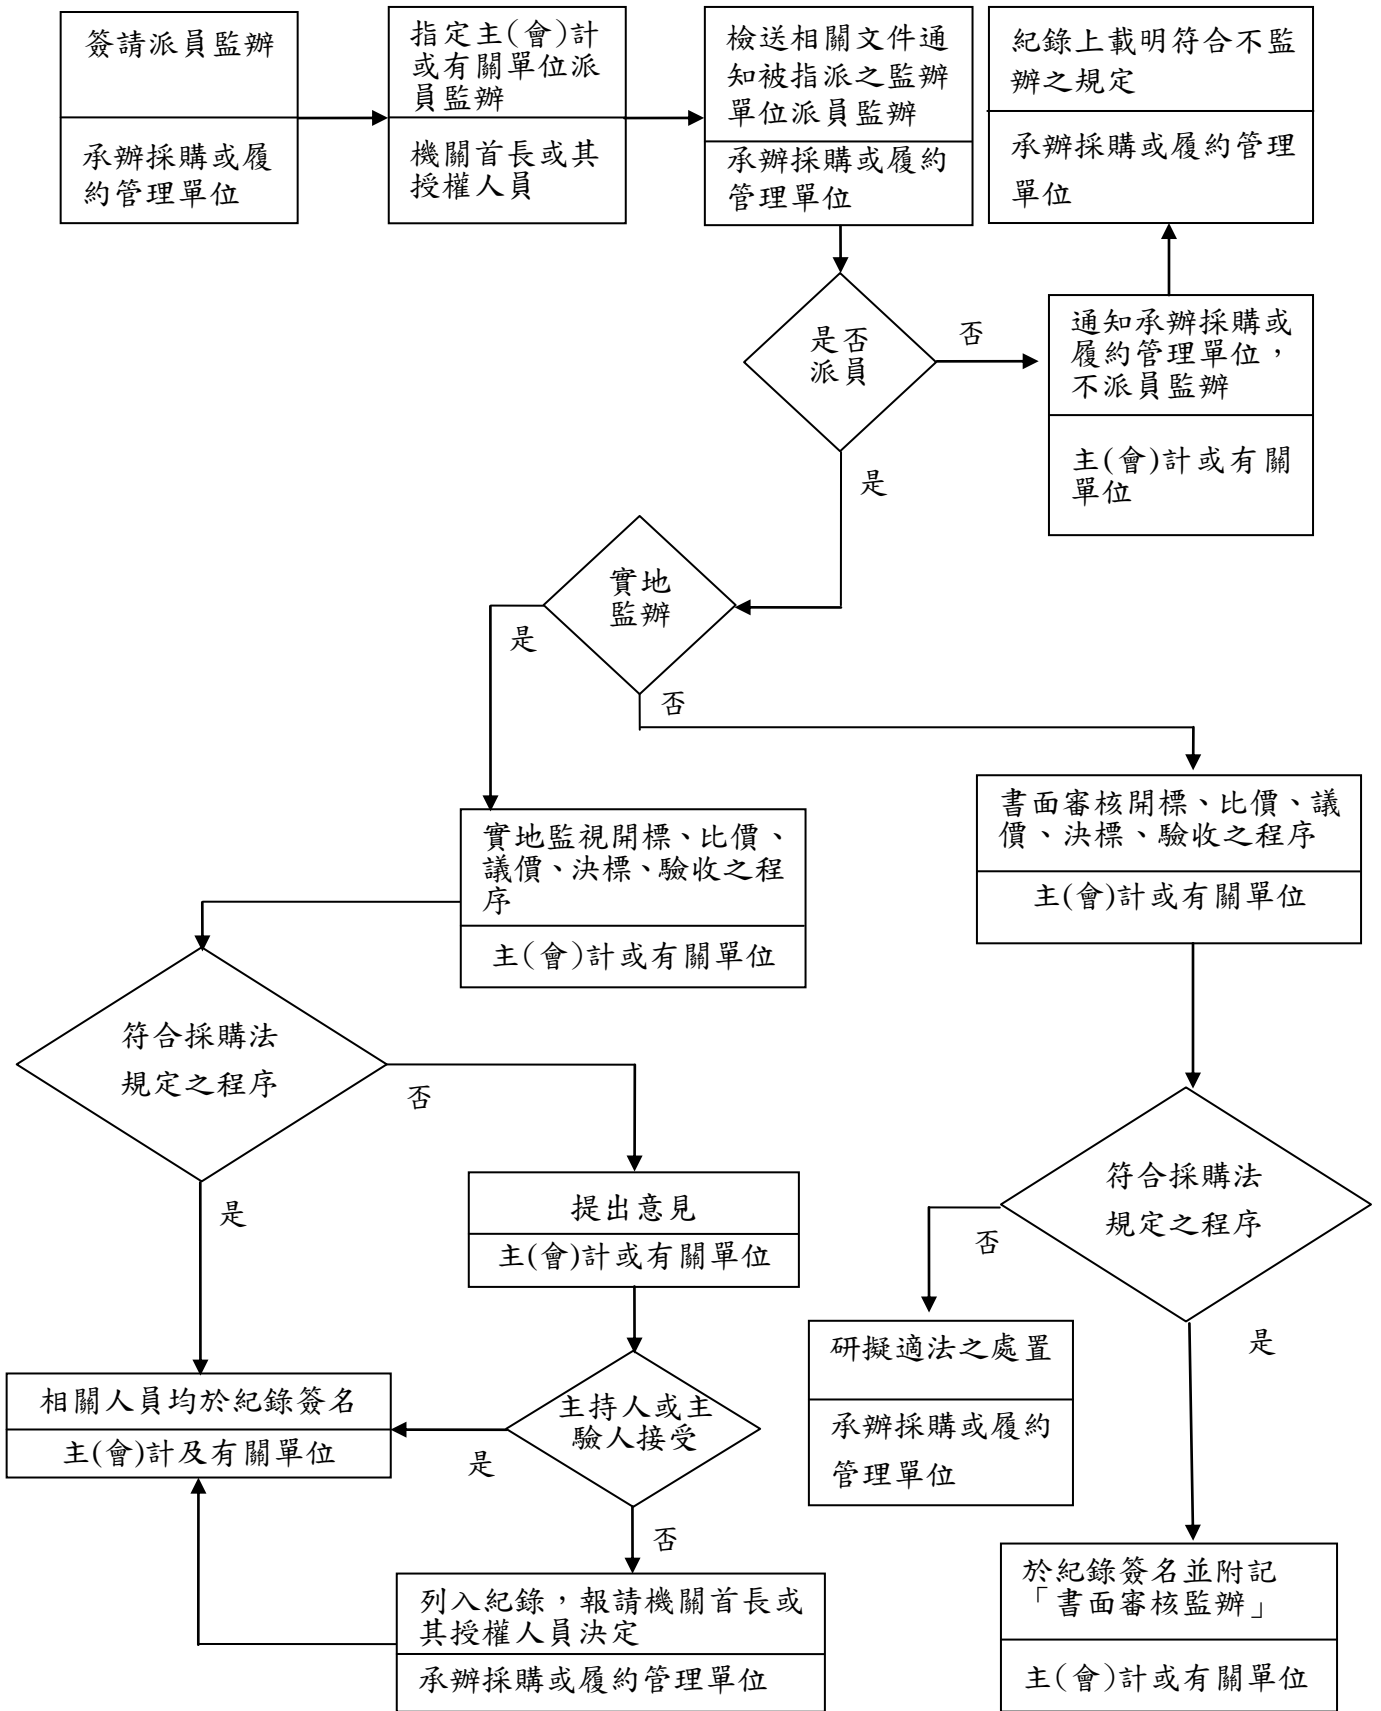 簽請派員監辦
承辦採購或履
約管理單位
指定主(會)計
或有關單位派
員監辦
機關首長或其
授權人員
檢送相關文件通
知被指派之監辦
單位派員監辦
承辦採購或履約
管理單位
紀錄上載明符合不監
辦之規定
承辦採購或履約管理
單位
是否
派員
否
是
通知承辦採購或
履約管理單位，
不派員監辦
主(會)計或有關
單位
實地
監辦
是
否
實地監視開標、比價、
議價、決標、驗收之程
序
主(會)計或有關單位
書面審核開標、比價、議
價、決標、驗收之程序
主(會)計或有關單位
符合採購法
規定之程序
否
是
提出意見
主(會)計或有關單位
符合採購法
規定之程序
否
是
研擬適法之處置
承辦採購或履約
管理單位
主持人或主
驗人接受
是
否
相關人員均於紀錄簽名
主(會)計及有關單位
列入紀錄，報請機關首長或
其授權人員決定
承辦採購或履約管理單位
於紀錄簽名並附記
「書面審核監辦」
主(會)計或有關單位